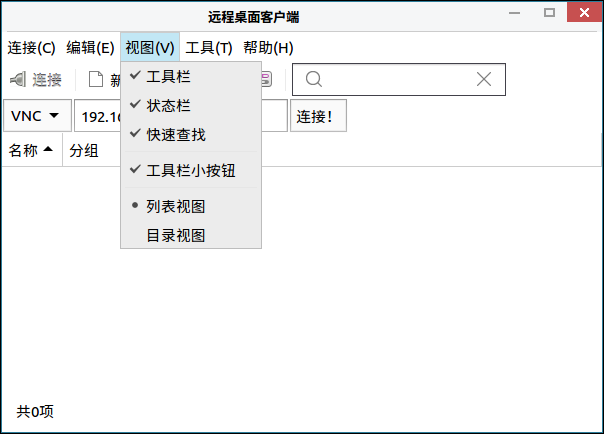 远程桌面客户端
连接(C) 编辑(E) 视图(V) 工具(T) 帮助(H)
连接 新
VNC 192.16 连接!
名称 分组
工具栏
状态栏
快速查找
工具栏小按钮
列表视图
目录视图
共0项